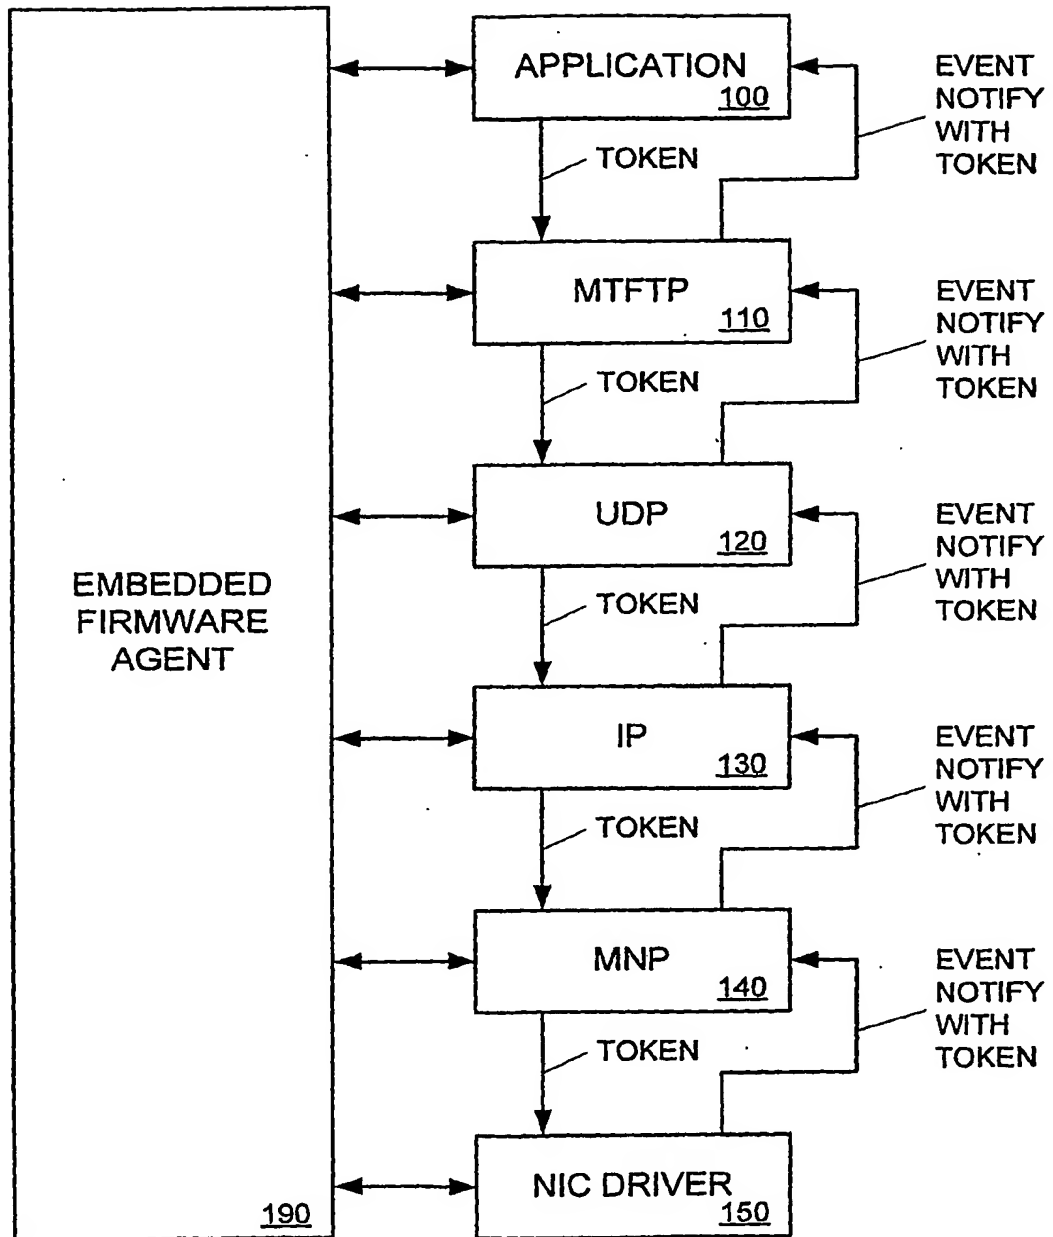 EMBEDDED
FIRMWARE
AGENT
190
APPLICATION
100
EVENT
NOTIFY
WITH
TOKEN
TOKEN
MTFTP
110
EVENT
NOTIFY
WITH
TOKEN
TOKEN
UDP
120
EVENT
NOTIFY
WITH
TOKEN
TOKEN
IP
130
EVENT
NOTIFY
WITH
TOKEN
TOKEN
MNP
140
EVENT
NOTIFY
WITH
TOKEN
TOKEN
NIC DRIVER
150